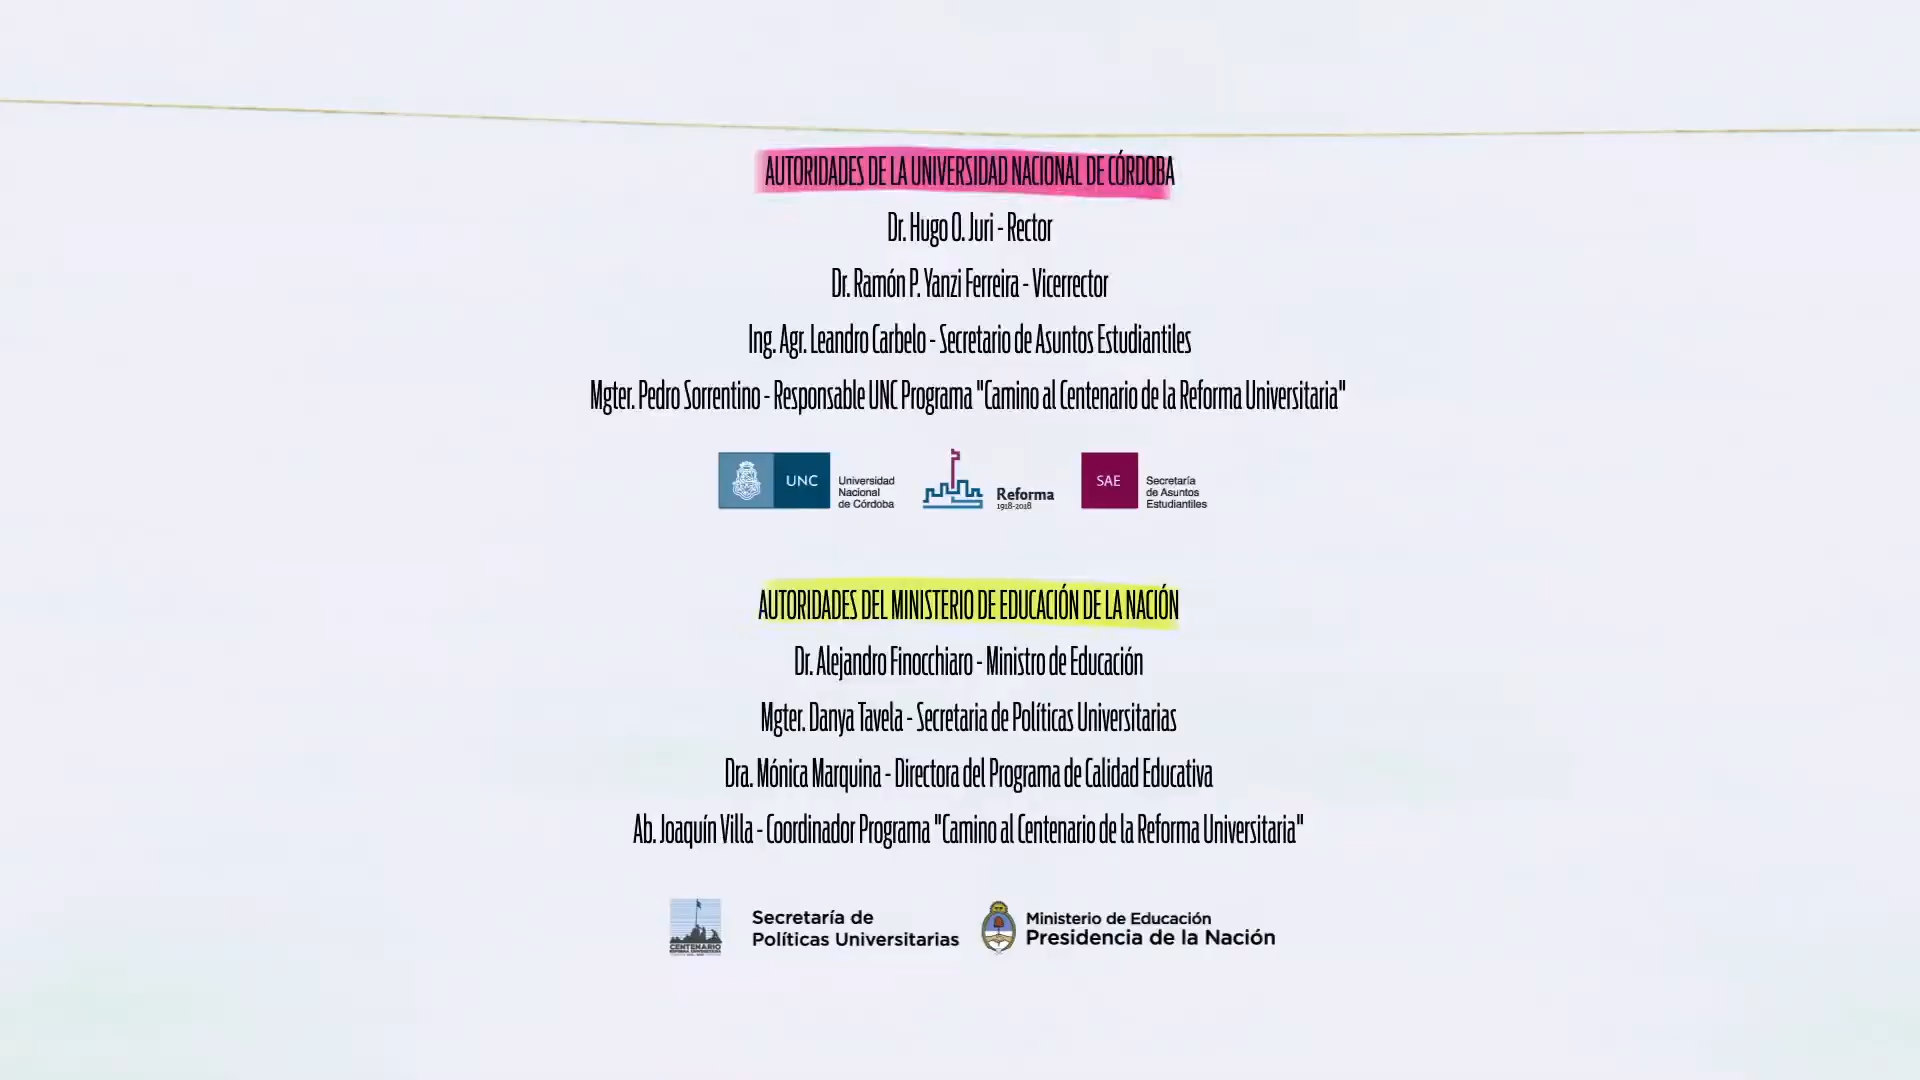 AUTORIDADES DE LA UNIVERSIDAD NACIONAL DE CÓRDOBA
Dr. Hugo O. Juri - Rector
Dr. Ramón P. Yanzi Ferreira - Vicerrector
Ing. Agr. Leandro Carbelo - Secretario de Asuntos Estudiantiles
Mgter. Pedro Sorrentino - Responsable UNC Programa "Camino al Centenario de la Reforma Universitaria"
UNC
Universidad
Nacional
de Córdoba
Reforma
1918-2018
SAE
Secretaría
de Asuntos
Estudiantiles
AUTORIDADES DEL MINISTERIO DE EDUCACIÓN DE LA NACIÓN
Dr. Alejandro Finocchiaro - Ministro de Educación
Mgter. Danya Tavela - Secretaria de Políticas Universitarias
Dra. Mónica Marquina - Directora del Programa de Calidad Educativa
Ab. Joaquín Villa - Coordinador Programa "Camino al Centenario de la Reforma Universitaria"
CENTENARIO
Secretaría de
Políticas Universitarias
Ministerio de Educación
Presidencia de la Nación